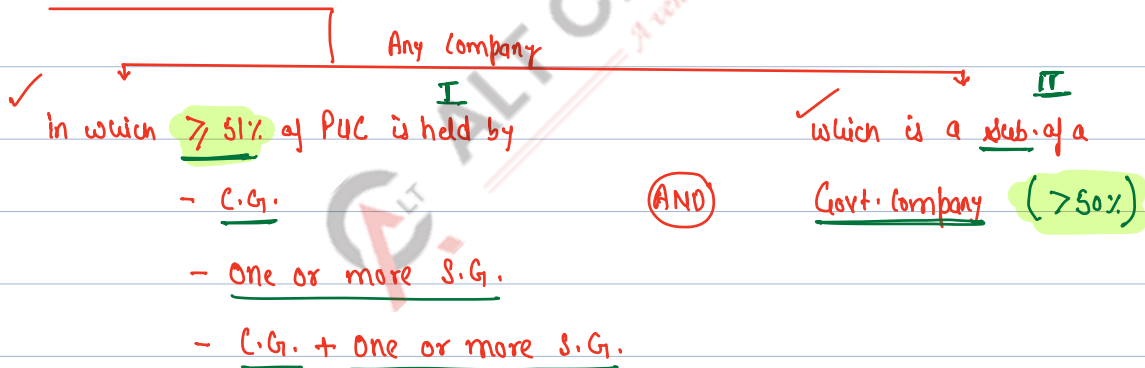 Any Company
I II
in which ⩾ 51% of PUC is held by which is a sub. of a
- C.G. AND Govt. Company (>50%)
- One or more S.G.
- C.G. + One or more S.G.
ALT